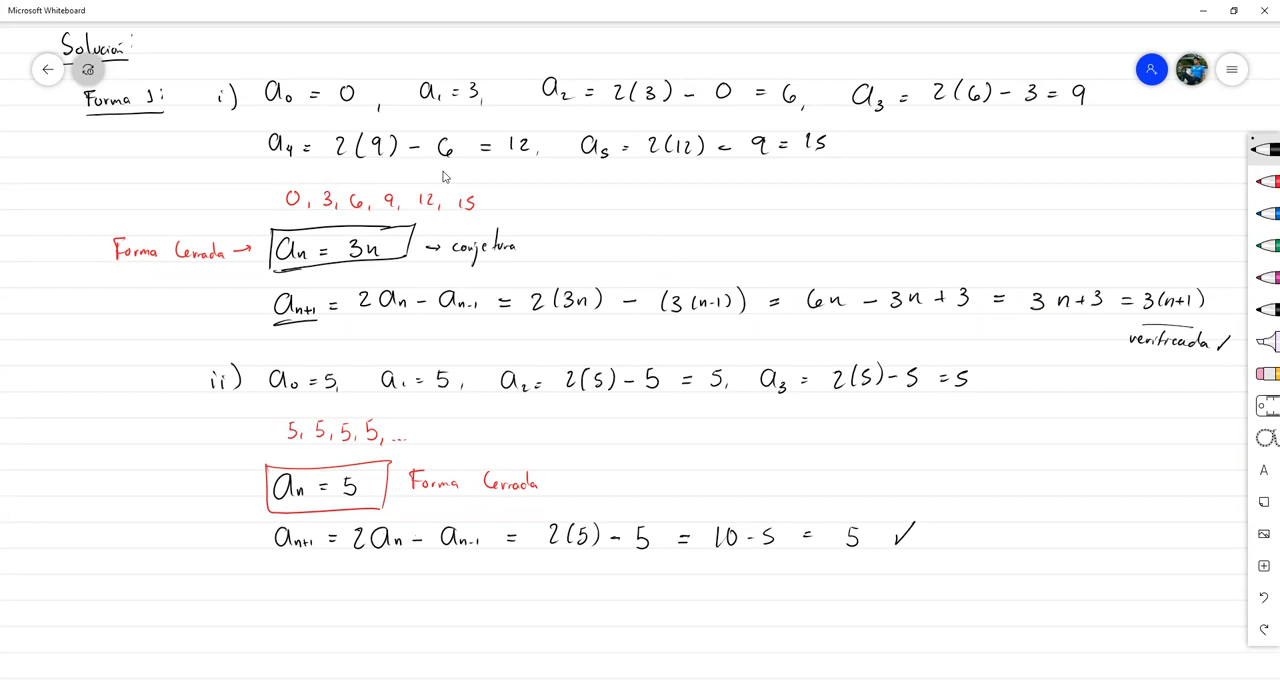 Microsoft Whiteboard
Solución:
Forma 1: i) a₀ = 0, a₁ = 3, a₂ = 2(3) - 0 = 6, a₃ = 2(6) - 3 = 9
a₄ = 2(9) - 6 = 12, a₅ = 2(12) - 9 = 15
0, 3, 6, 9, 12, 15
Forma Cerrada → aₙ = 3n → conjetura
aₙ₊₁ = 2aₙ - aₙ₋₁ = 2(3n) - (3(n-1)) = 6n - 3n + 3 = 3n+3 = 3(n+1)
verificada ✓
ii) a₀ = 5, a₁ = 5, a₂ = 2(5) - 5 = 5, a₃ = 2(5) - 5 = 5
5, 5, 5, 5, ...
aₙ = 5 Forma Cerrada
aₙ₊₁ = 2aₙ - aₙ₋₁ = 2(5) - 5 = 10 - 5 = 5 ✓